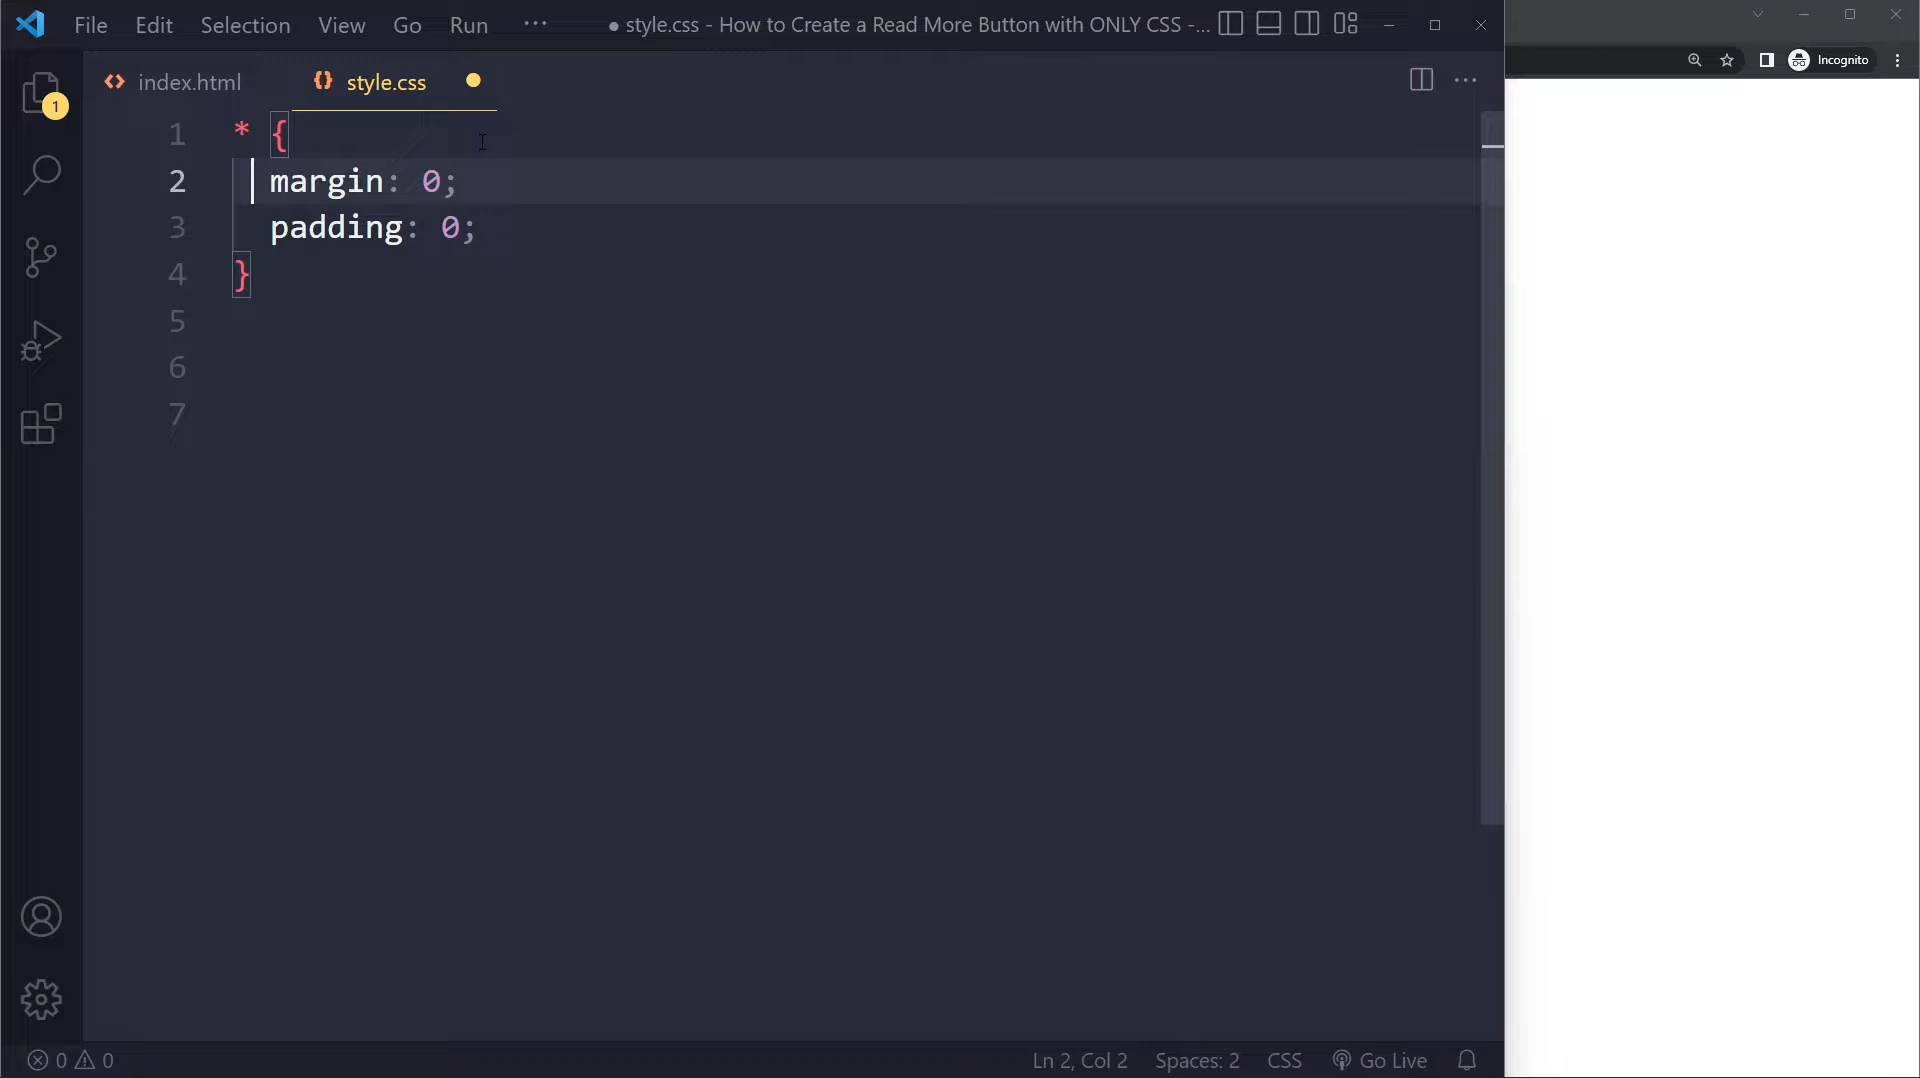 File Edit Selection View Go Run ··· ● style.css - How to Create a Read More Button with ONLY CSS -...
Incognito
1
index.html
{} style.css
1 * {
2 margin: 0;
3 padding: 0;
4 }
5
6
7
0 0
Ln 2, Col 2 Spaces: 2 CSS Go Live